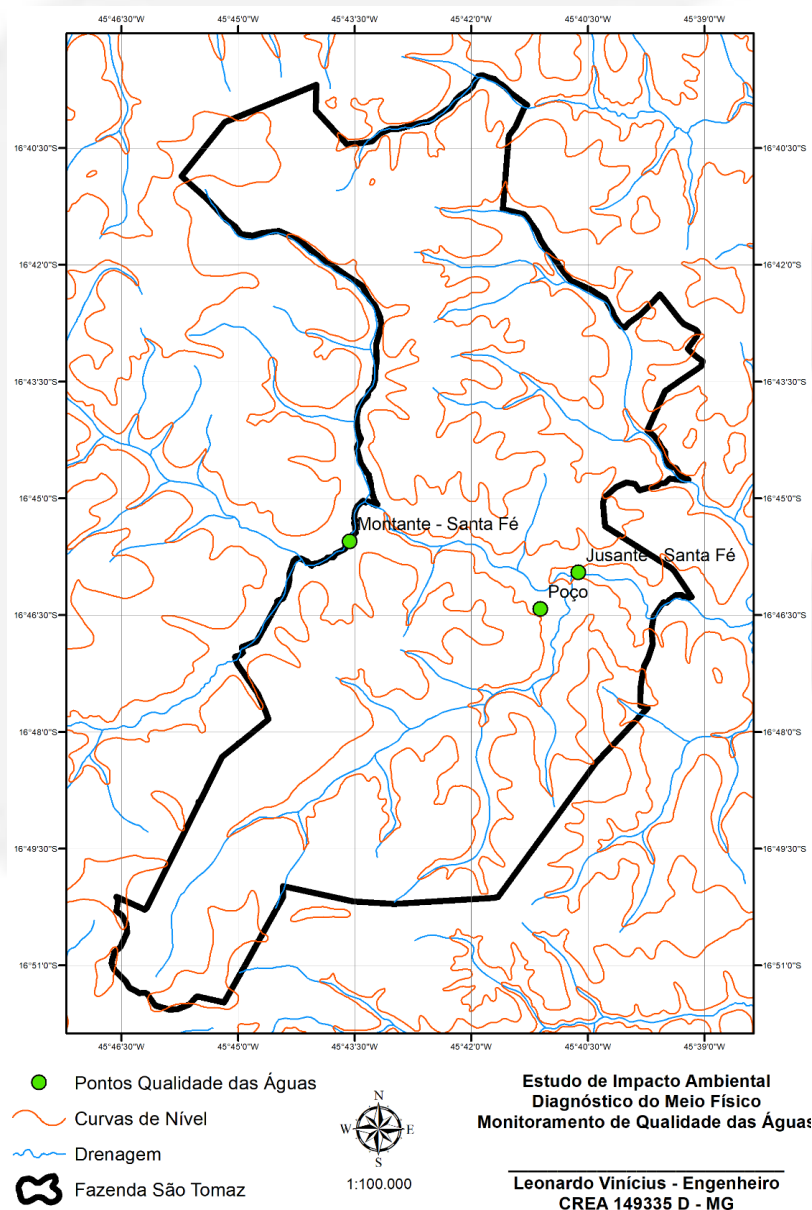 45°46'30"W 45°45'0"W 45°43'30"W 45°42'0"W 45°40'30"W 45°39'0"W
16°40'30"S 16°40'30"S
16°42'0"S 16°42'0"S
16°43'30"S 16°43'30"S
16°45'0"S 16°45'0"S
Montante - Santa Fé
Jusante - Santa Fé
Poço
16°46'30"S 16°46'30"S
16°48'0"S 16°48'0"S
16°49'30"S 16°49'30"S
16°51'0"S 16°51'0"S
45°46'30"W 45°45'0"W 45°43'30"W 45°42'0"W 45°40'30"W 45°39'0"W
Pontos Qualidade das Águas
Curvas de Nível
Drenagem
Fazenda São Tomaz
N
W E
S
1:100.000
Estudo de Impacto Ambiental
Diagnóstico do Meio Físico
Monitoramento de Qualidade das Águas
Leonardo Vinícius - Engenheiro
CREA 149335 D - MG